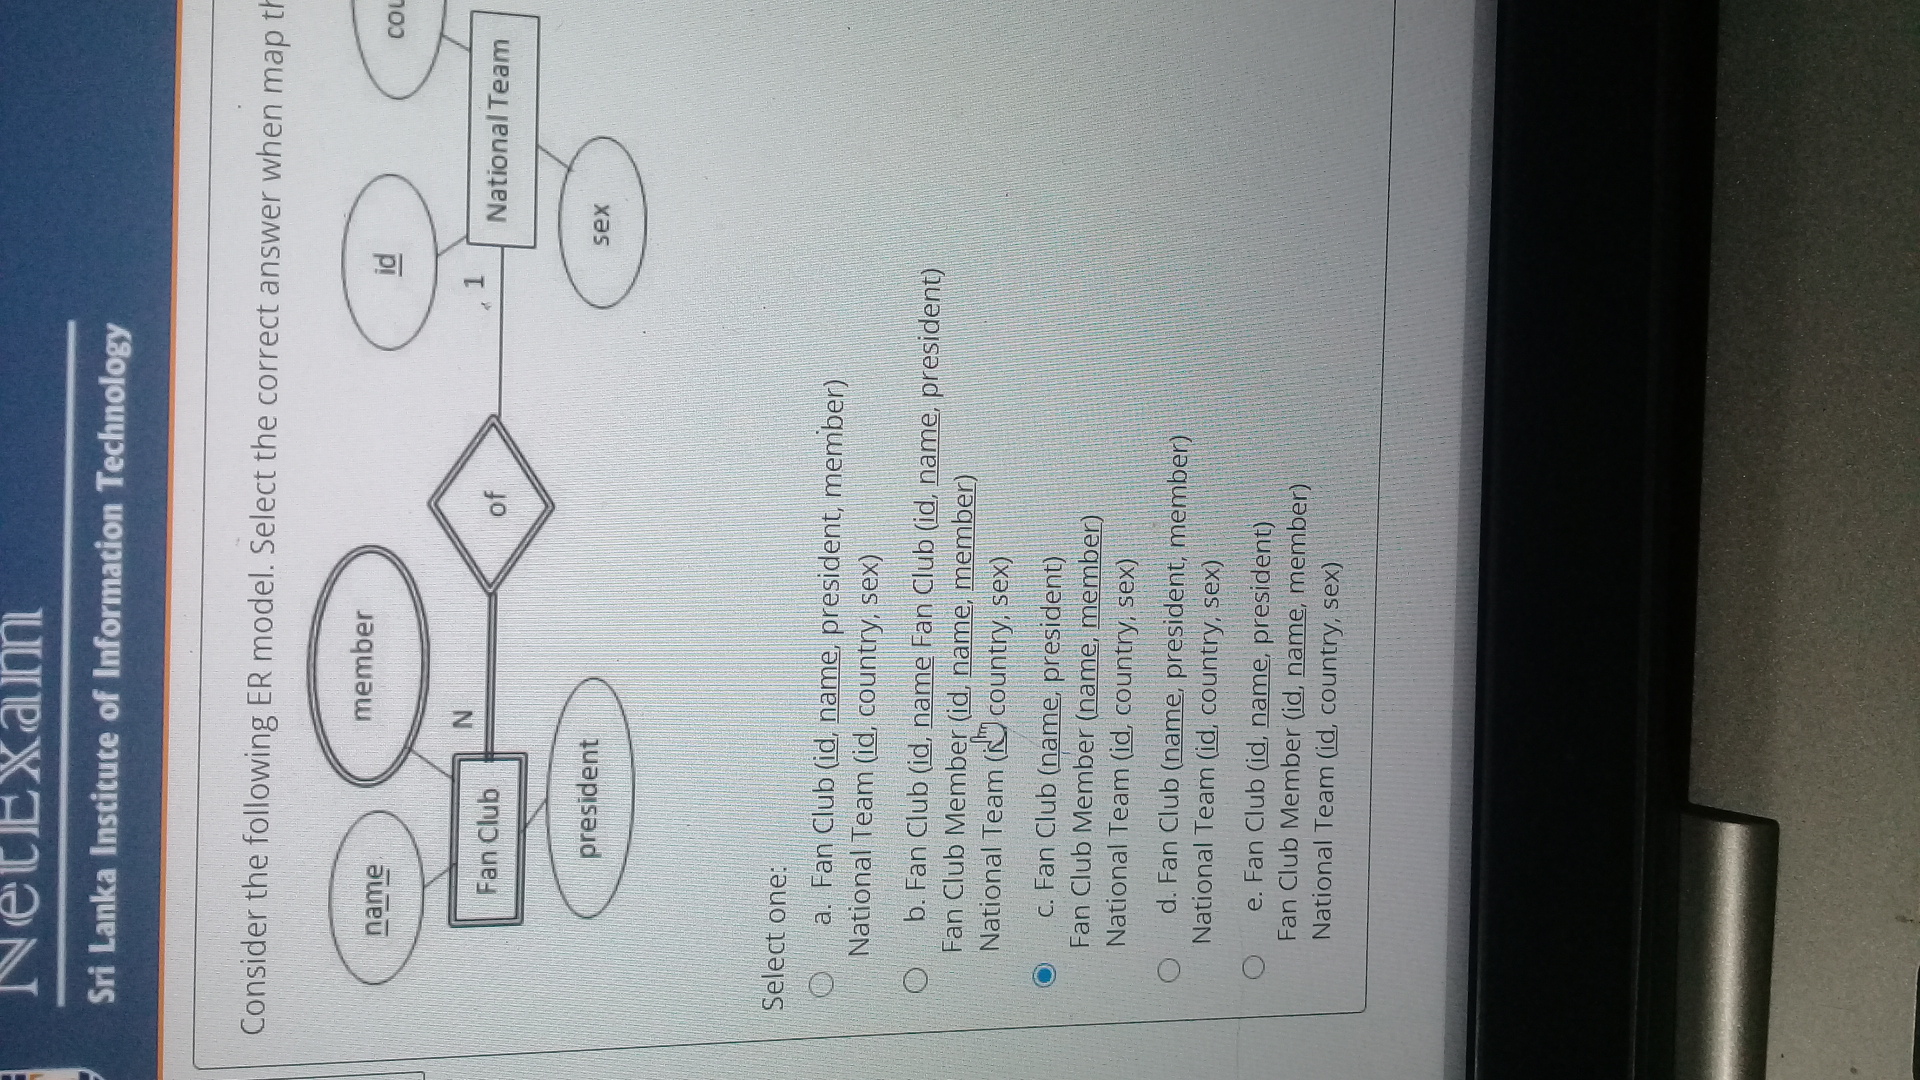 NetExam
Sri Lanka Institute of Information Technology
Consider the following ER model. Select the correct answer when map
name
member
id
Fan Club
N
of
1
National Team
president
sex
Select one:
a. Fan Club (id, name, president, member)
National Team (id, country, sex)
b. Fan Club (id, name Fan Club (id, name, president)
Fan Club Member (id, name, member)
National Team ( country, sex)
c. Fan Club (name, president)
Fan Club Member (name, member)
National Team (id, country, sex)
d. Fan Club (name, president, member)
National Team (id, country, sex)
e. Fan Club (id, name, president)
Fan Club Member (id, name, member)
National Team (id, country, sex)